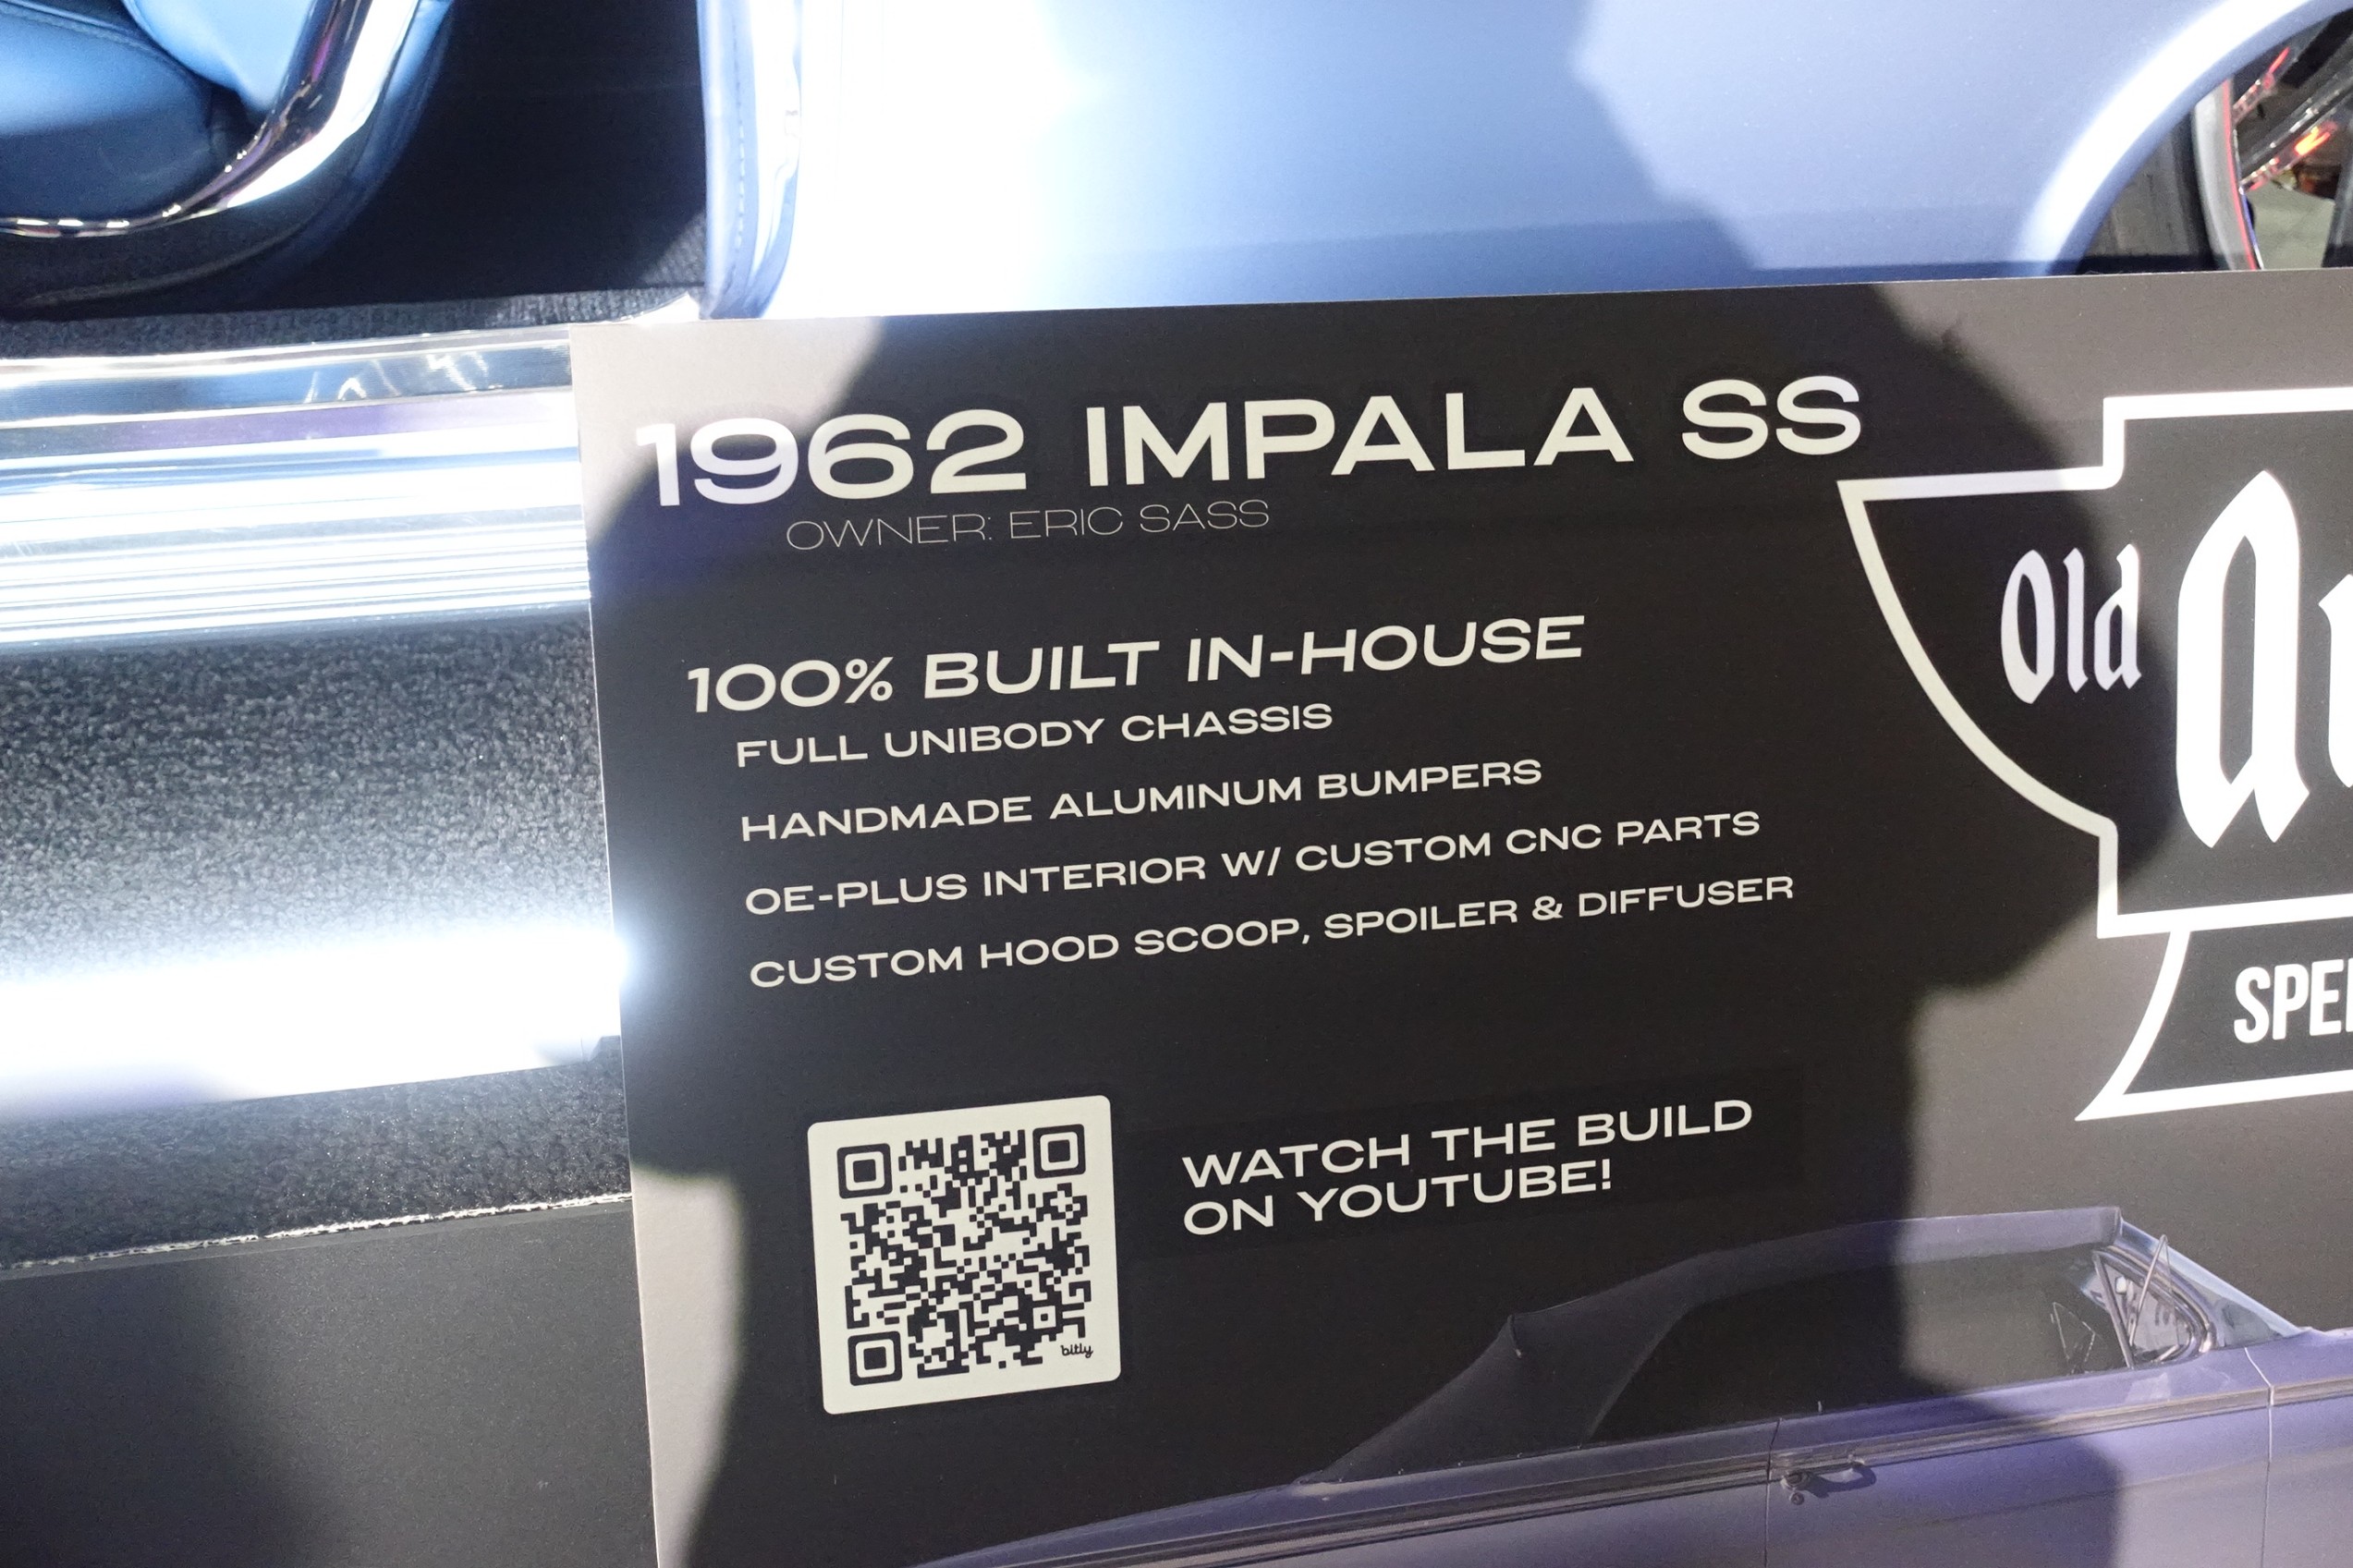 1962 IMPALA SS
OWNER: ERIC SASS
100% BUILT IN-HOUSE
FULL UNIBODY CHASSIS
HANDMADE ALUMINUM BUMPERS
OE-PLUS INTERIOR W/ CUSTOM CNC PARTS
CUSTOM HOOD SCOOP, SPOILER & DIFFUSER
WATCH THE BUILD
ON YOUTUBE!
bitly
Old